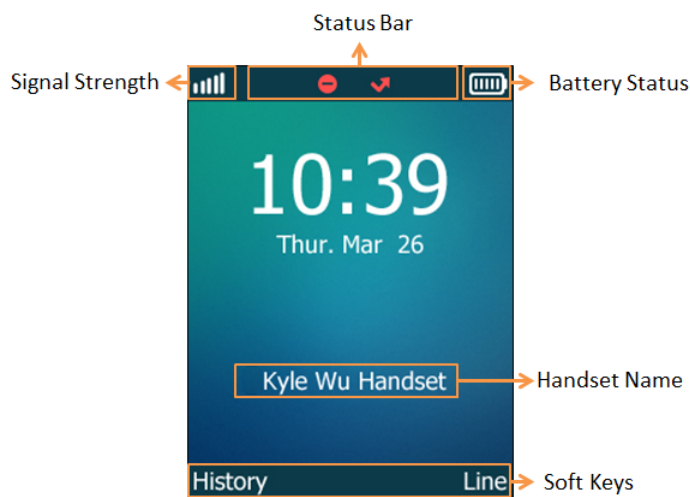 Status Bar
Signal Strength
Battery Status
10:39
Thur. Mar 26
Kyle Wu Handset
Handset Name
History
Line
Soft Keys